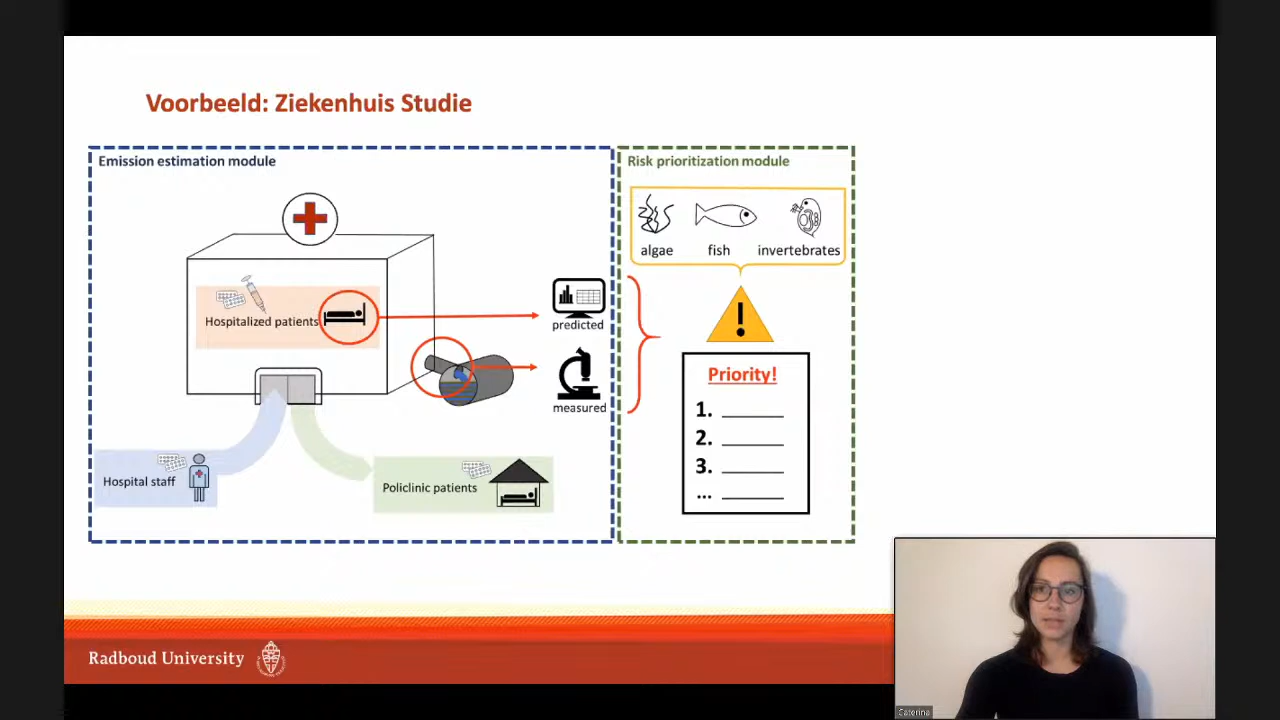 Voorbeeld: Ziekenhuis Studie
Emission estimation module
Hospitalized patients
predicted
measured
Hospital staff
Policlinic patients
Risk prioritization module
algae fish invertebrates
!
Priority!
1.
2.
3.
...
Radboud University
Caterina